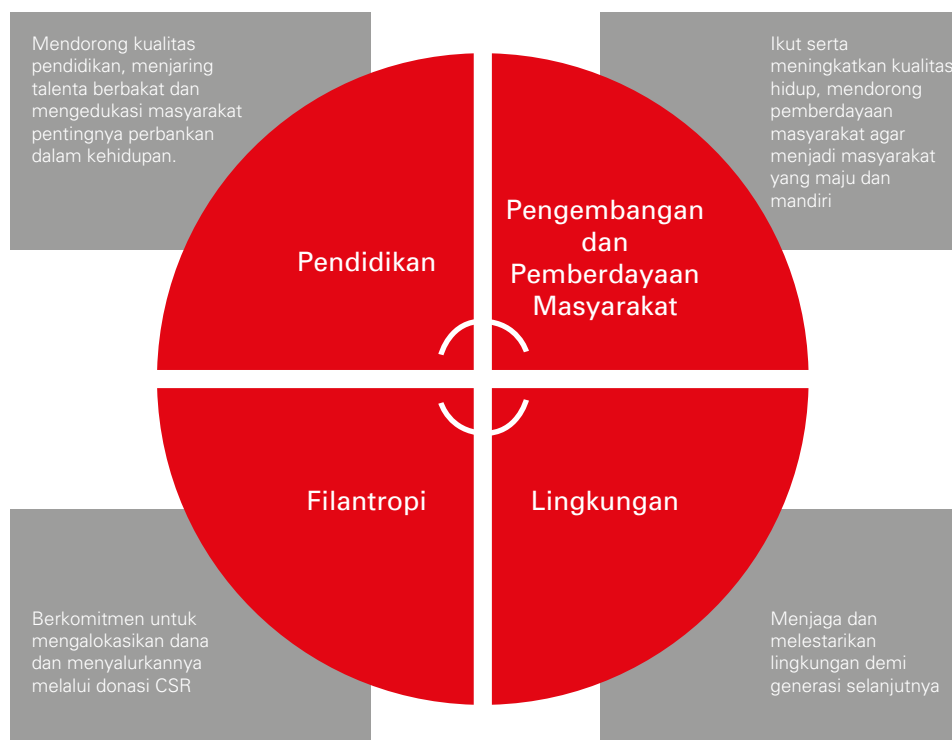 Mendorong kualitas
pendidikan, menjaring
talenta berbakat dan
mengedukasi masyarakat
pentingnya perbankan
dalam kehidupan.
Ikut serta
meningkatkan kualitas
hidup, mendorong
pemberdayaan
masyarakat agar
menjadi masyarakat
yang maju dan
mandiri
Pendidikan
Pengembangan
dan
Pemberdayaan
Masyarakat
Filantropi
Lingkungan
Berkomitmen untuk
mengalokasikan dana
dan menyalurkannya
melalui donasi CSR
Menjaga dan
melestarikan
lingkungan demi
generasi selanjutnya